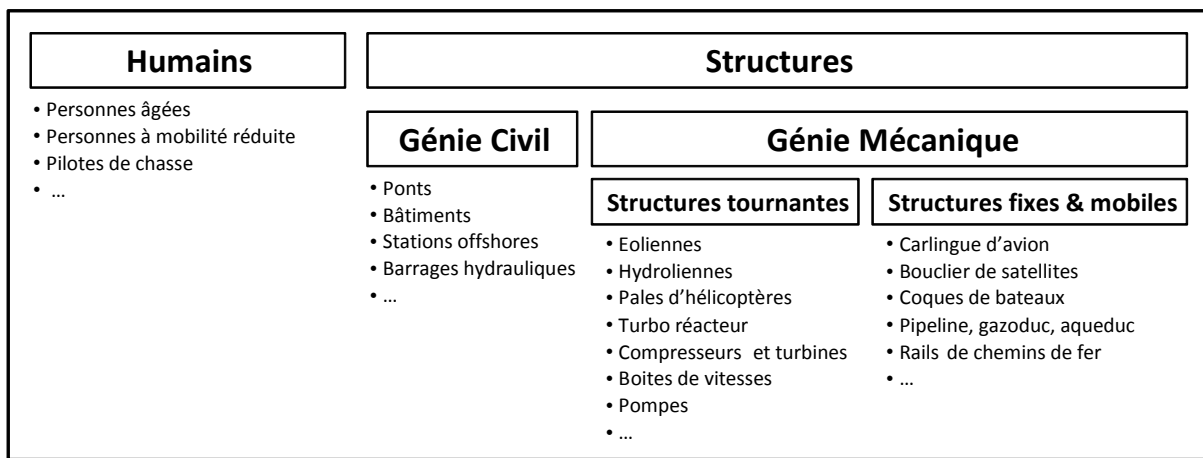 Humains
• Personnes âgées
• Personnes à mobilité réduite
• Pilotes de chasse
• ...
Structures
Génie Civil
• Ponts
• Bâtiments
• Stations offshores
• Barrages hydrauliques
• ...
Génie Mécanique
Structures tournantes
• Eoliennes
• Hydroliennes
• Pales d’hélicoptères
• Turbo réacteur
• Compresseurs et turbines
• Boites de vitesses
• Pompes
• ...
Structures fixes & mobiles
• Carlingue d’avion
• Bouclier de satellites
• Coques de bateaux
• Pipeline, gazoduc, aqueduc
• Rails de chemins de fer
• ...